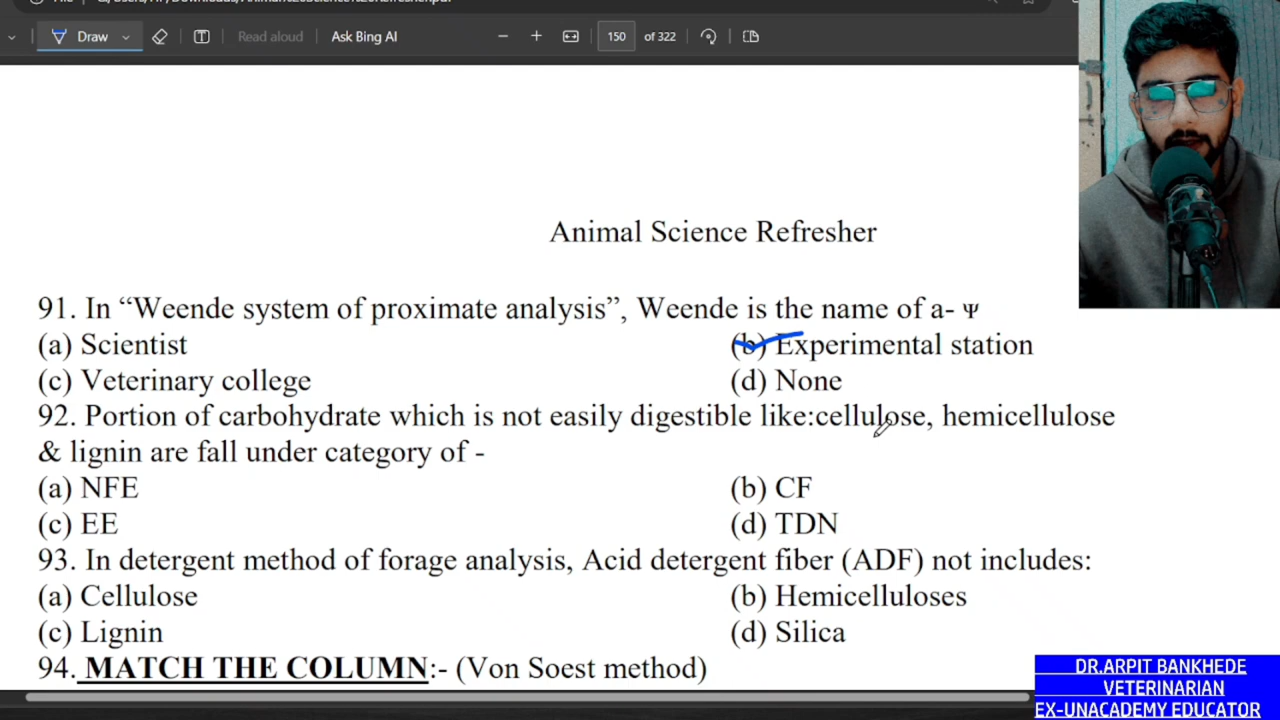 Draw
Read aloud
Ask Bing AI
150
of 322
Animal Science Refresher
91. In “Weende system of proximate analysis”, Weende is the name of a- Ψ
(a) Scientist (b) Experimental station
(c) Veterinary college (d) None
92. Portion of carbohydrate which is not easily digestible like:cellulose, hemicellulose
& lignin are fall under category of -
(a) NFE (b) CF
(c) EE (d) TDN
93. In detergent method of forage analysis, Acid detergent fiber (ADF) not includes:
(a) Cellulose (b) Hemicelluloses
(c) Lignin (d) Silica
94. MATCH THE COLUMN:- (Von Soest method)
DR.ARPIT BANKHEDE
VETERINARIAN
EX-UNACADEMY EDUCATOR